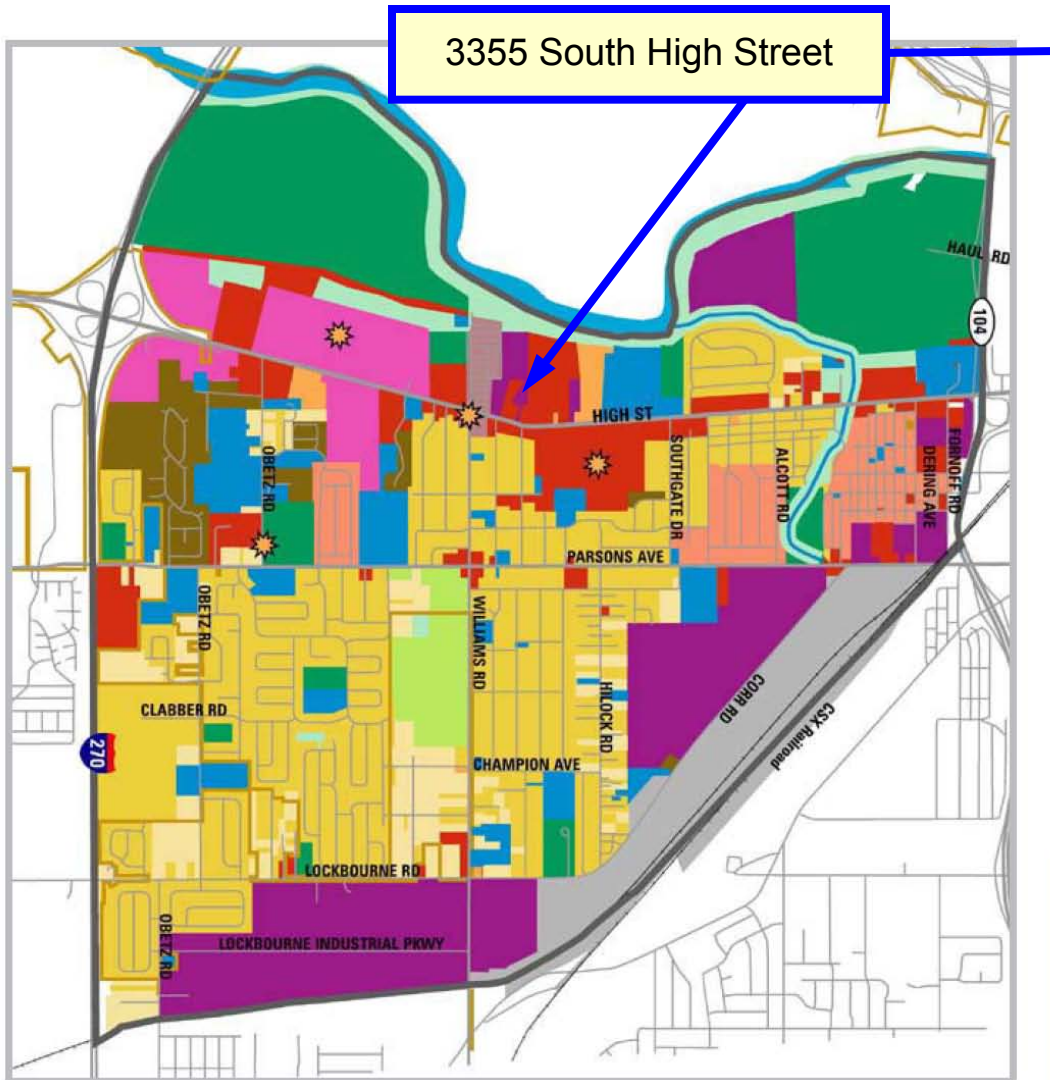 3355 South High Street
HAUL RD
104
HIGH ST
OBETZ RD
SOUTHGATE DR
ALCOTT RD
DERING AVE
FORNOFF RD
PARSONS AVE
OBETZ RD
WILLIAMS RD
HILOCK RD
CORR RD
CSX Railroad
CLABBER RD
270
CHAMPION AVE
LOCKBOURNE RD
OBETZ RD
LOCKBOURNE INDUSTRIAL PKWY